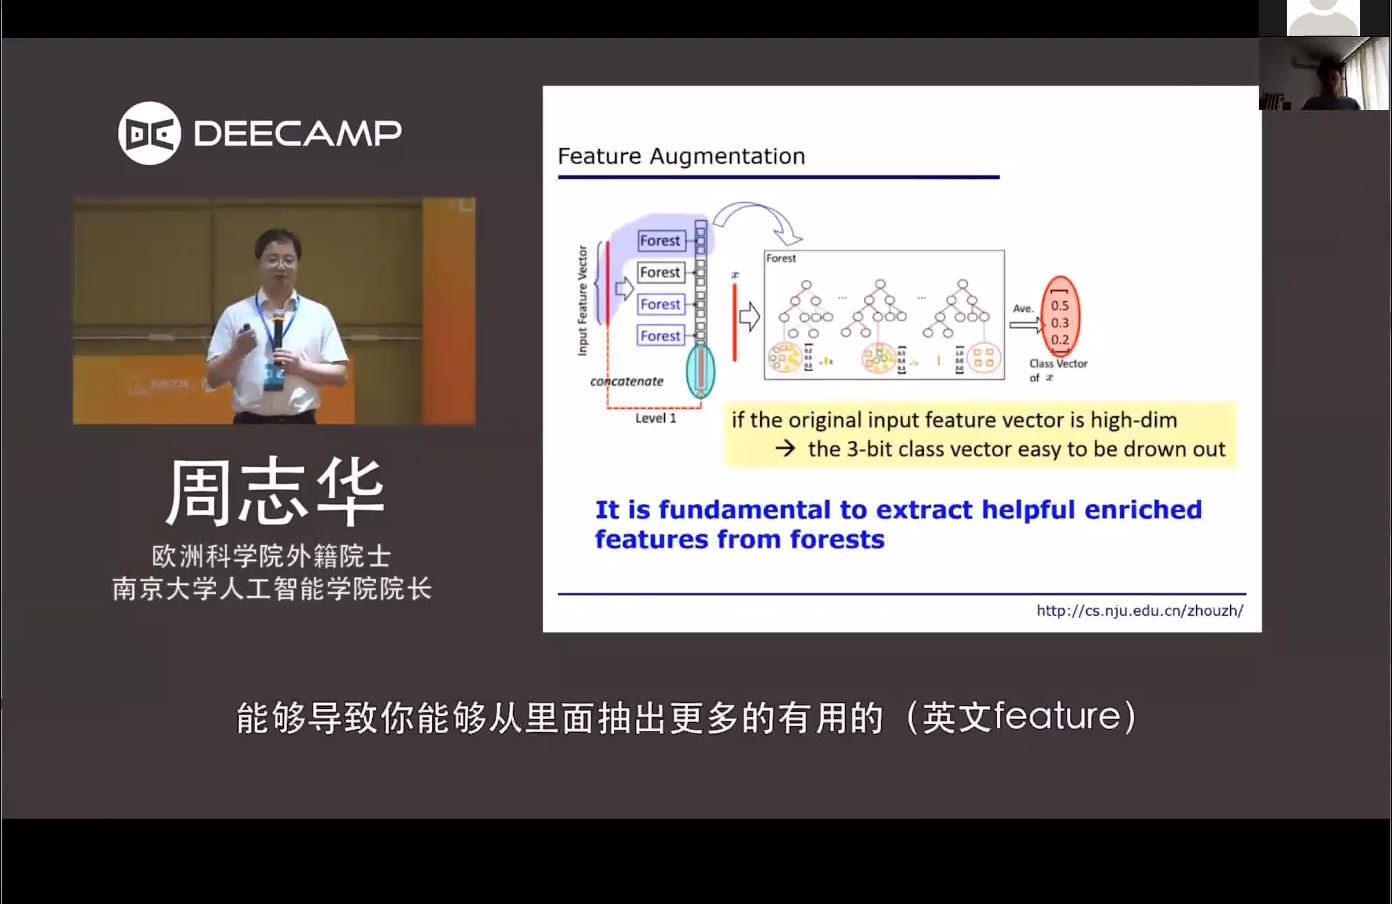 DEECAMP
周志华
欧洲科学院外籍院士
南京大学人工智能学院院长
Feature Augmentation
Input Feature Vector
Forest
Forest
Forest
Forest
concatenate
Level 1
x
Forest
...
...
Ave.
0.5
0.3
0.2
Class Vector
of x
if the original input feature vector is high-dim
→ the 3-bit class vector easy to be drown out
It is fundamental to extract helpful enriched
features from forests
http://cs.nju.edu.cn/zhouzh/
能够导致你能够从里面抽出更多的有用的（英文feature）